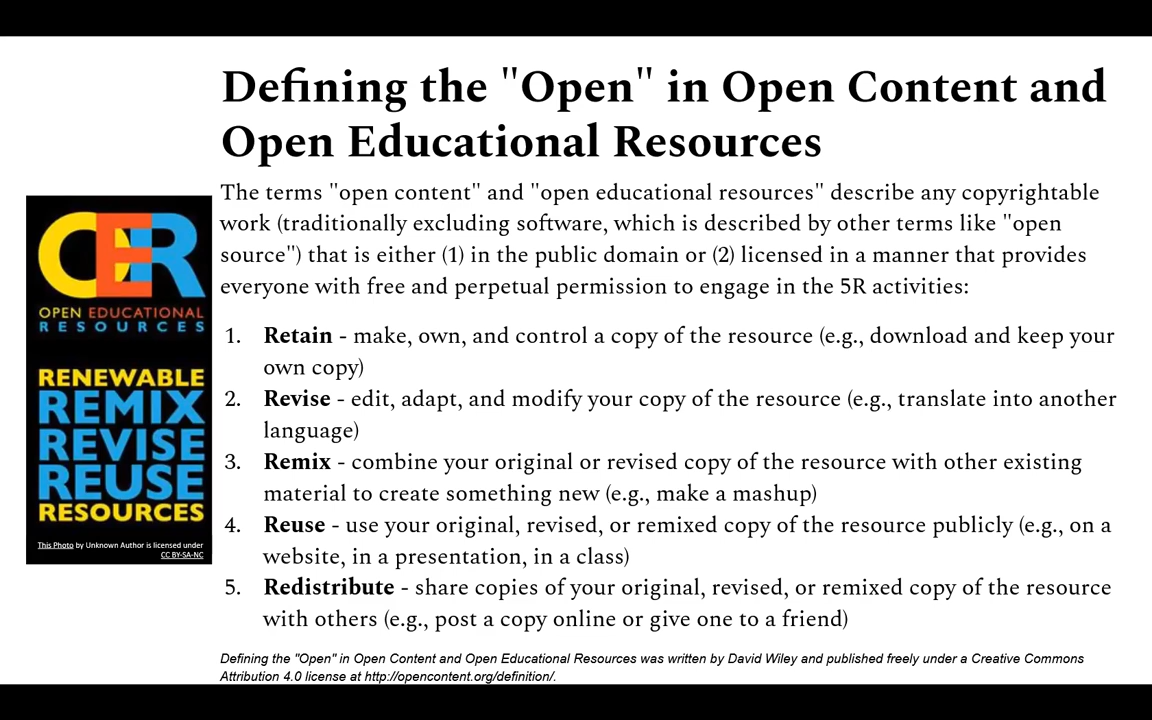 Defining the "Open" in Open Content and
Open Educational Resources
The terms "open content" and "open educational resources" describe any copyrightable
work (traditionally excluding software, which is described by other terms like "open
source") that is either (1) in the public domain or (2) licensed in a manner that provides
everyone with free and perpetual permission to engage in the 5R activities:
1. Retain - make, own, and control a copy of the resource (e.g., download and keep your
own copy)
2. Revise - edit, adapt, and modify your copy of the resource (e.g., translate into another
language)
3. Remix - combine your original or revised copy of the resource with other existing
material to create something new (e.g., make a mashup)
4. Reuse - use your original, revised, or remixed copy of the resource publicly (e.g., on a
website, in a presentation, in a class)
5. Redistribute - share copies of your original, revised, or remixed copy of the resource
with others (e.g., post a copy online or give one to a friend)
Defining the "Open" in Open Content and Open Educational Resources was written by David Wiley and published freely under a Creative Commons
Attribution 4.0 license at http://opencontent.org/definition/.
OER
OPEN EDUCATIONAL
RESOURCES
RENEWABLE
REMIX
REVISE
REUSE
RESOURCES
This Photo by Unknown Author is licensed under
CC BY-SA-NC